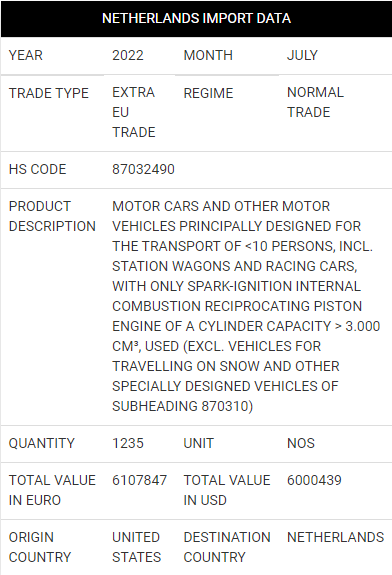 NETHERLANDS IMPORT DATA
YEAR 2022 MONTH JULY
TRADE TYPE EXTRA EU TRADE REGIME NORMAL TRADE
HS CODE 87032490
PRODUCT DESCRIPTION
MOTOR CARS AND OTHER MOTOR
VEHICLES PRINCIPALLY DESIGNED FOR
THE TRANSPORT OF <10 PERSONS, INCL.
STATION WAGONS AND RACING CARS,
WITH ONLY SPARK-IGNITION INTERNAL
COMBUSTION RECIPROCATING PISTON
ENGINE OF A CYLINDER CAPACITY > 3.000
CM³, USED (EXCL. VEHICLES FOR
TRAVELLING ON SNOW AND OTHER
SPECIALLY DESIGNED VEHICLES OF
SUBHEADING 870310)
QUANTITY 1235 UNIT NOS
TOTAL VALUE IN EURO 6107847 TOTAL VALUE IN USD 6000439
ORIGIN COUNTRY UNITED STATES DESTINATION COUNTRY NETHERLANDS